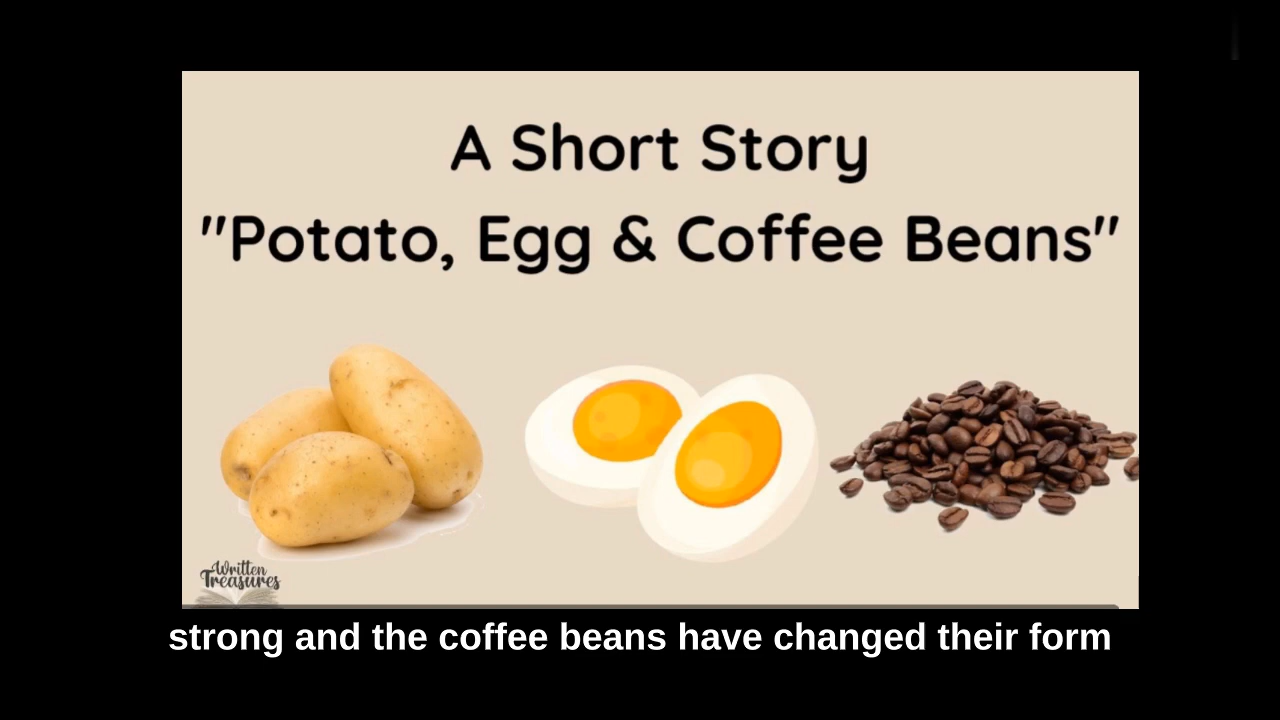 A Short Story
"Potato, Egg & Coffee Beans"
Written
Treasures
strong and the coffee beans have changed their form